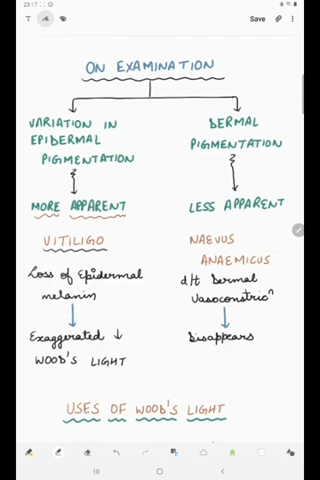 23:17
T
Save
ON EXAMINATION
VARIATION IN
EPIDERMAL
PIGMENTATION
DERMAL
PIGMENTATION
MORE APPARENT
LESS APPARENT
VITILIGO
NAEVUS
ANAEMICUS
Loss of Epidermal
melanin
d/t Dermal
Vasoconstricⁿ
Exaggerated ↓
WOOD'S LIGHT
Disappears
USES OF WOOD'S LIGHT